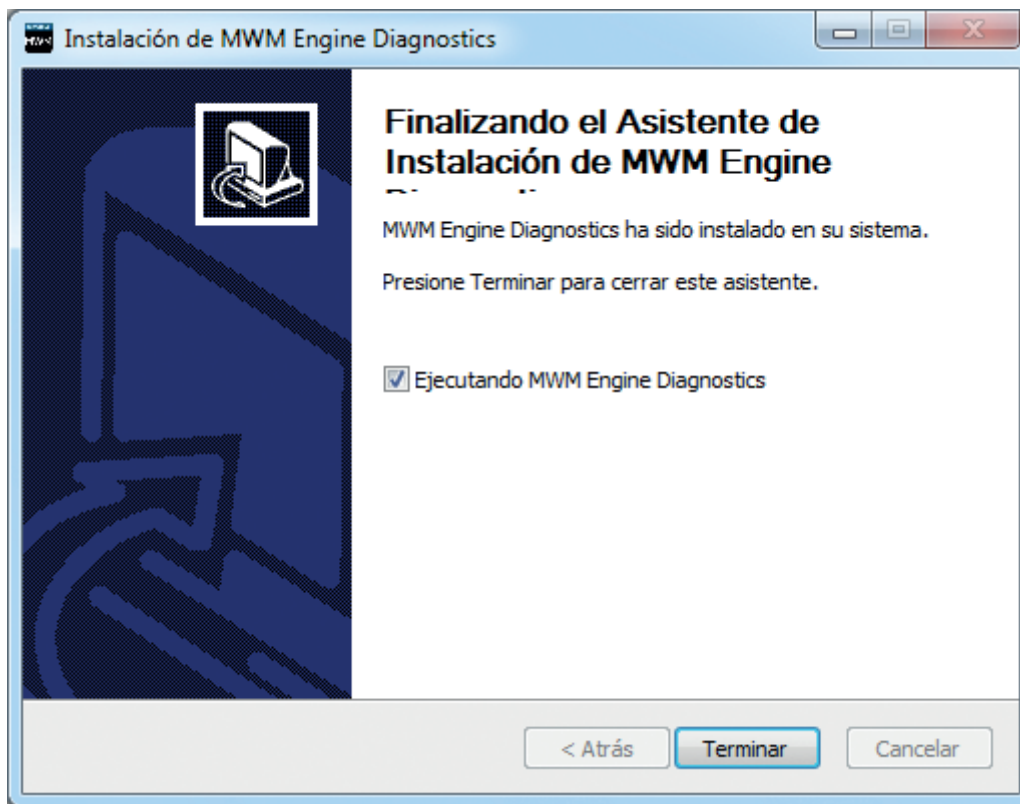 Instalación de MWM Engine Diagnostics
Finalizando el Asistente de
Instalación de MWM Engine
MWM Engine Diagnostics ha sido instalado en su sistema.
Presione Terminar para cerrar este asistente.
Ejecutando MWM Engine Diagnostics
< Atrás Terminar Cancelar